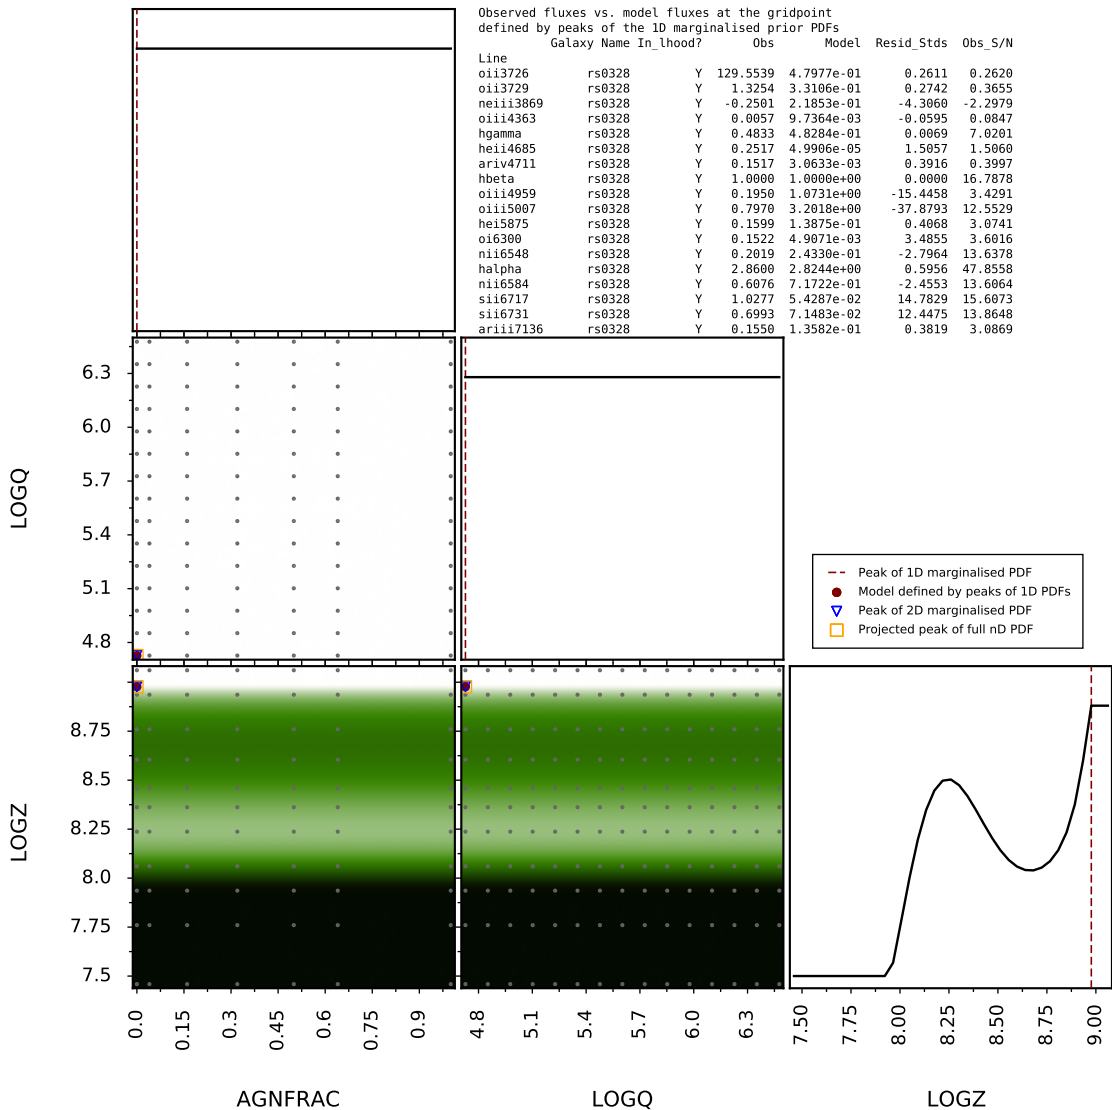 Observed fluxes vs. model fluxes at the gridpoint
defined by peaks of the 1D marginalised prior PDFs
Galaxy Name In_lhood? Obs Model Resid_Stds Obs_S/N
Line
oii3726 rs0328 Y 129.5539 4.7977e-01 0.2611 0.2620
oii3729 rs0328 Y 1.3254 3.3106e-01 0.2742 0.3655
neiii3869 rs0328 Y -0.2501 2.1853e-01 -4.3060 -2.2979
oiii4363 rs0328 Y 0.0057 9.7364e-03 -0.0595 0.0847
hgamma rs0328 Y 0.4833 4.8284e-01 0.0069 7.0201
heii4685 rs0328 Y 0.2517 4.9906e-05 1.5057 1.5060
ariv4711 rs0328 Y 0.1517 3.0633e-03 0.3916 0.3997
hbeta rs0328 Y 1.0000 1.0000e+00 0.0000 16.7878
oiii4959 rs0328 Y 0.1950 1.0731e+00 -15.4458 3.4291
oiii5007 rs0328 Y 0.7970 3.2018e+00 -37.8793 12.5529
hei5875 rs0328 Y 0.1599 1.3875e-01 0.4068 3.0741
oi6300 rs0328 Y 0.1522 4.9071e-03 3.4855 3.6016
nii6548 rs0328 Y 0.2019 2.4330e-01 -2.7964 13.6378
halpha rs0328 Y 2.8600 2.8244e+00 0.5956 47.8558
nii6584 rs0328 Y 0.6076 7.1722e-01 -2.4553 13.6064
sii6717 rs0328 Y 1.0277 5.4287e-02 14.7829 15.6073
sii6731 rs0328 Y 0.6993 7.1483e-02 12.4475 13.8648
ariii7136 rs0328 Y 0.1550 1.3582e-01 0.3819 3.0869
6.3
6.0
5.7
5.4
5.1
4.8
LOGQ
Peak of 1D marginalised PDF
Model defined by peaks of 1D PDFs
Peak of 2D marginalised PDF
Projected peak of full nD PDF
8.75
8.5
8.25
8.0
7.75
7.5
LOGZ
0.0 0.15 0.3 0.45 0.6 0.75 0.9
4.8 5.1 5.4 5.7 6.0 6.3
7.50 7.75 8.00 8.25 8.50 8.75 9.00
AGNFRAC LOGQ LOGZ